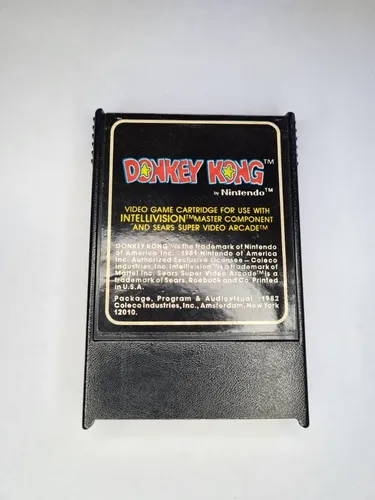 DONKEY KONG™
by Nintendo™
VIDEO GAME CARTRIDGE FOR USE WITH
INTELLIVISION™ MASTER COMPONENT
AND SEARS SUPER VIDEO ARCADE™
DONKEY KONG™ is the trademark of Nintendo
of America Inc. 1981 Nintendo of America
Inc. Authorized Exclusive Licensee - Coleco
Industries, Inc. Intellivision™ is a trademark of
Mattel Inc. Sears Super Video Arcade™ is a
trademark of Sears, Roebuck and Co. Printed
in U.S.A.
Package, Program & Audiovisual 1982
Coleco Industries, Inc., Amsterdam, New York
12010.